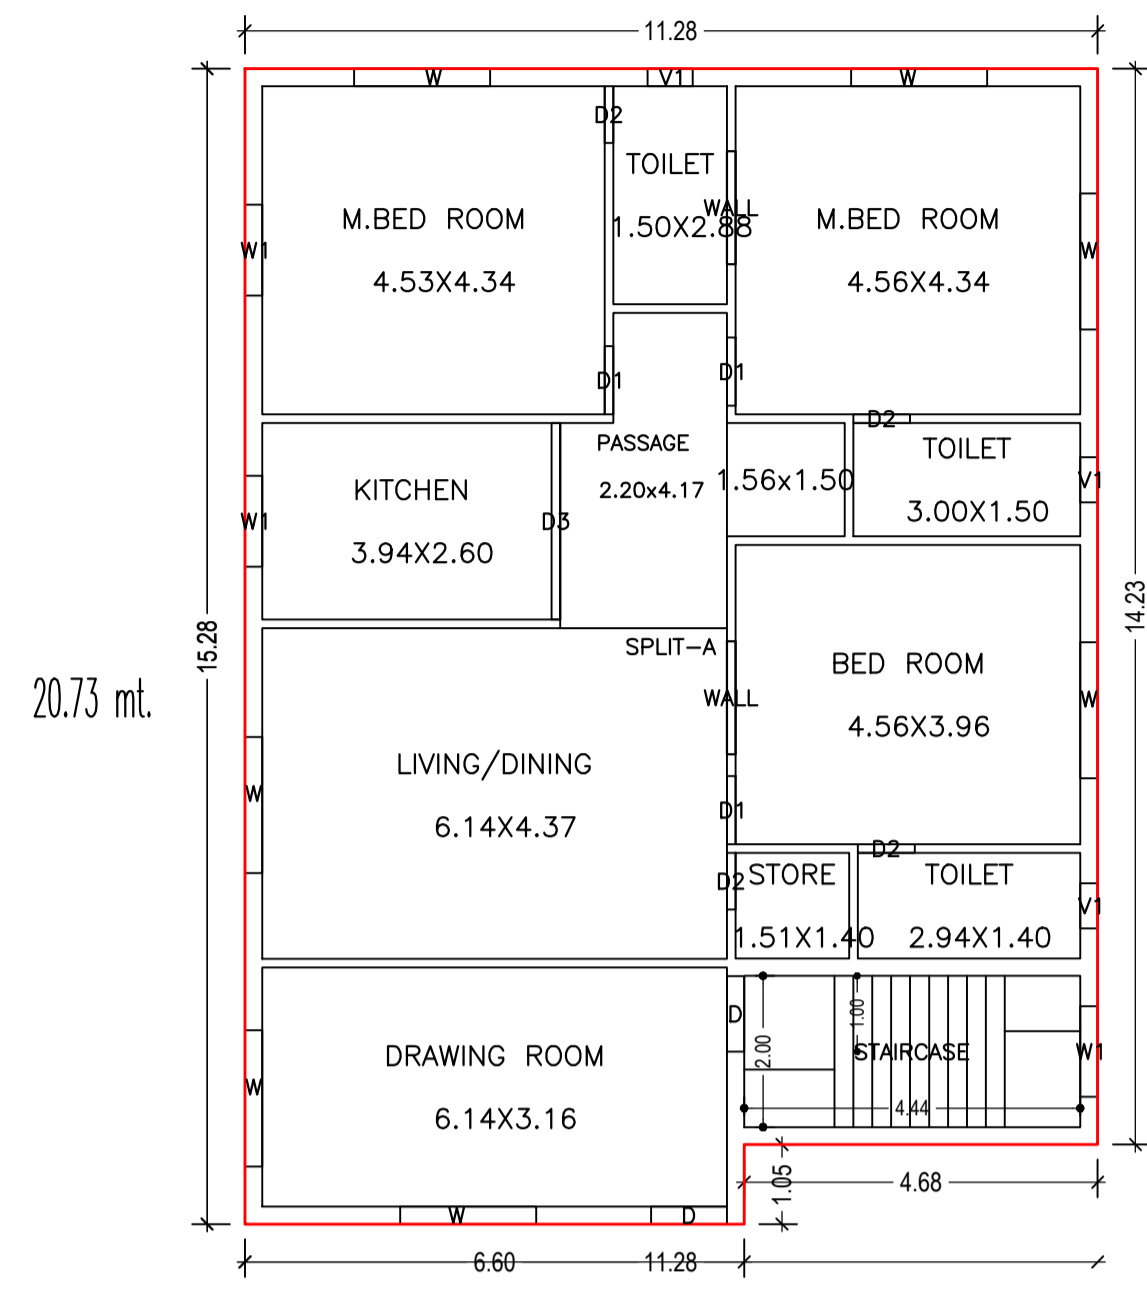 11.28
W
V1
W
D2
TOILET
1.50X2.88
WALL
M.BED ROOM
4.53X4.34
M.BED ROOM
4.56X4.34
W1
W
D1
D1
D2
PASSAGE
2.20x4.17
1.56x1.50
TOILET
3.00X1.50
V1
KITCHEN
3.94X2.60
W1
D3
14.23
15.28
SPLIT-A
20.73 mt.
WALL
BED ROOM
4.56X3.96
W
LIVING/DINING
6.14X4.37
W
D1
D2
D2
STORE
1.51X1.40
TOILET
2.94X1.40
V1
D
2.00
1.00
STAIRCASE
W1
4.44
DRAWING ROOM
6.14X3.16
W
1.05
4.68
W
D
6.60
11.28